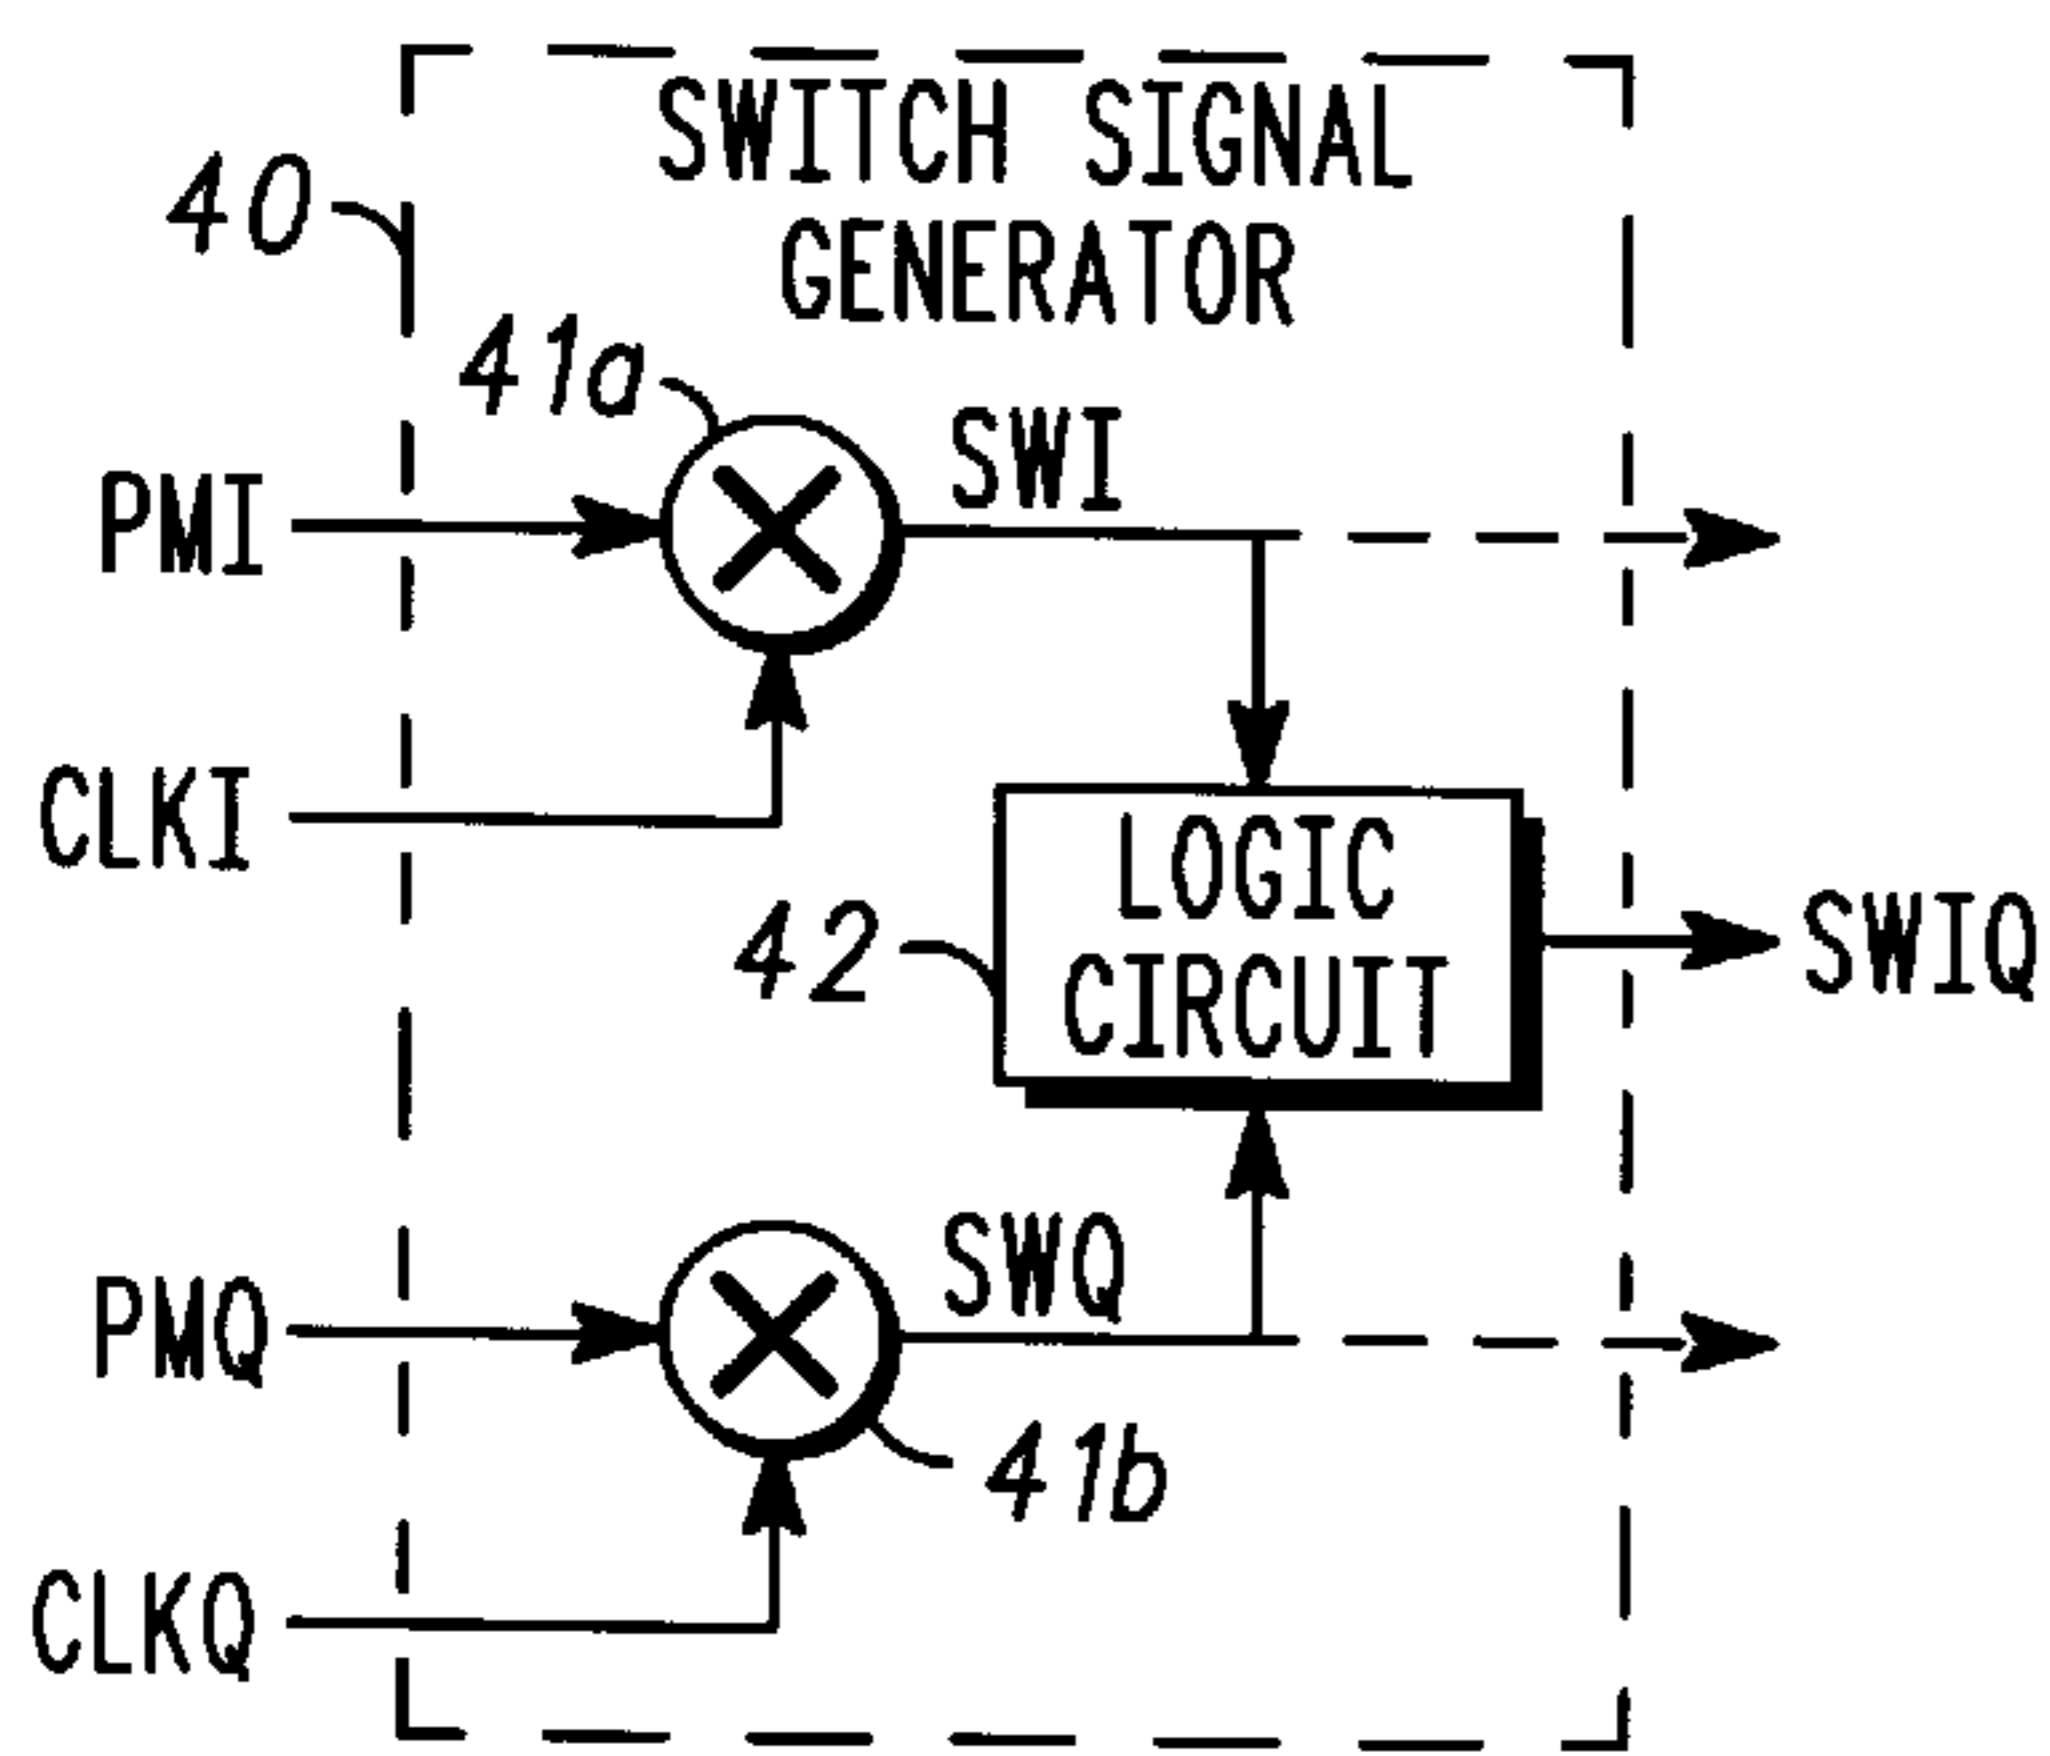 SWITCH SIGNAL
GENERATOR
40
41a
SWI
PMI
CLKI
LOGIC
CIRCUIT
42
SWIQ
SWQ
PMQ
41b
CLKQ